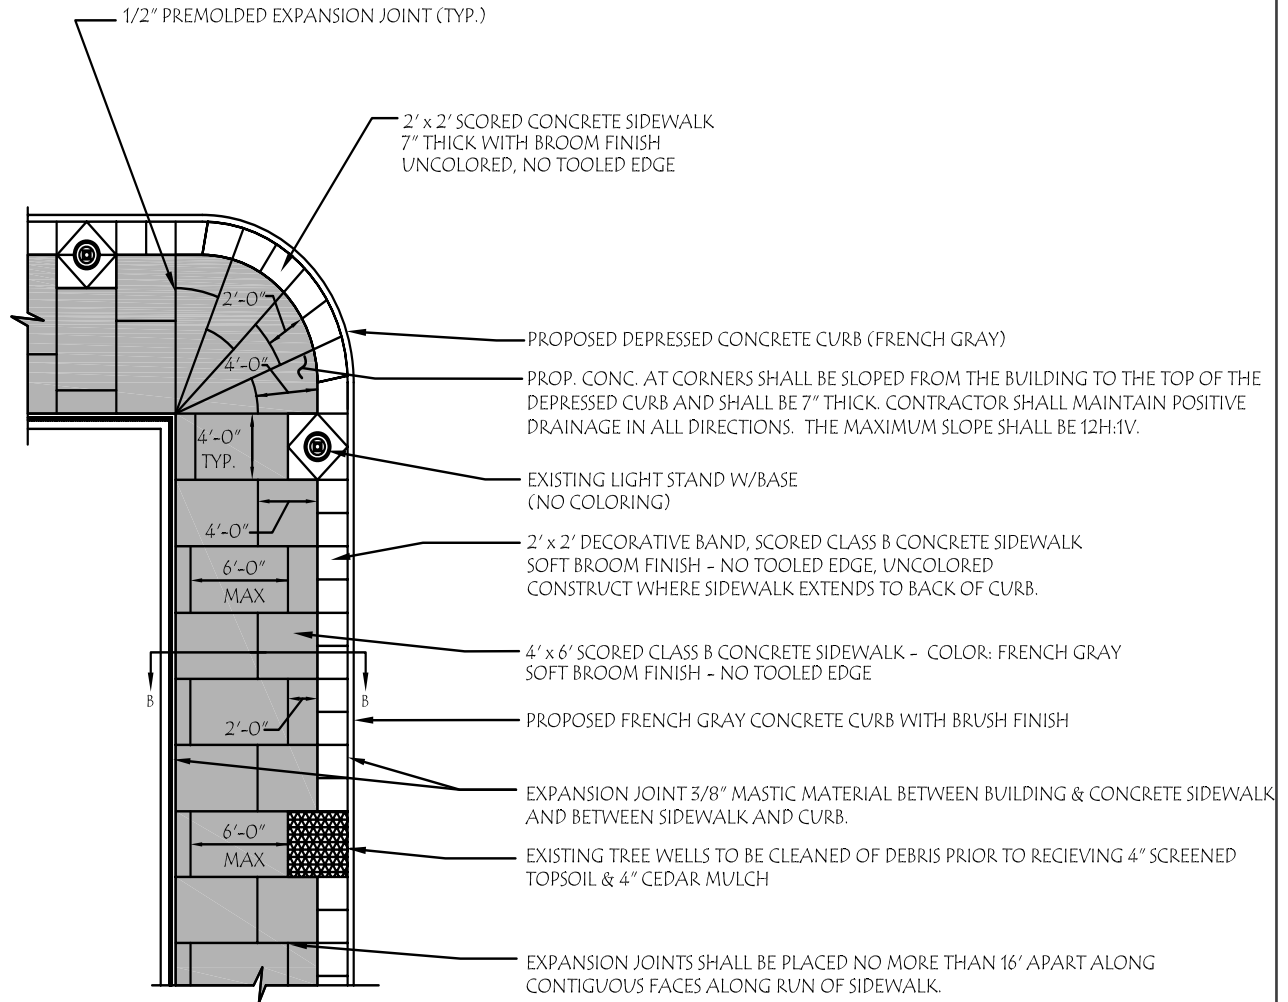 1/2" PREMOLDED EXPANSION JOINT (TYP.)
2' x 2' SCORED CONCRETE SIDEWALK
7" THICK WITH BROOM FINISH
UNCOLORED, NO TOOLED EDGE
2'-0"
PROPOSED DEPRESSED CONCRETE CURB (FRENCH GRAY)
4'-0"
PROP. CONC. AT CORNERS SHALL BE SLOPED FROM THE BUILDING TO THE TOP OF THE
DEPRESSED CURB AND SHALL BE 7" THICK. CONTRACTOR SHALL MAINTAIN POSITIVE
DRAINAGE IN ALL DIRECTIONS. THE MAXIMUM SLOPE SHALL BE 12H:1V.
4'-0"
TYP.
EXISTING LIGHT STAND W/BASE
(NO COLORING)
4'-0"
2' x 2' DECORATIVE BAND, SCORED CLASS B CONCRETE SIDEWALK
SOFT BROOM FINISH - NO TOOLED EDGE, UNCOLORED
CONSTRUCT WHERE SIDEWALK EXTENDS TO BACK OF CURB.
6'-0"
MAX
4' x 6' SCORED CLASS B CONCRETE SIDEWALK - COLOR: FRENCH GRAY
SOFT BROOM FINISH - NO TOOLED EDGE
B
B
2'-0"
PROPOSED FRENCH GRAY CONCRETE CURB WITH BRUSH FINISH
EXPANSION JOINT 3/8" MASTIC MATERIAL BETWEEN BUILDING & CONCRETE SIDEWALK
AND BETWEEN SIDEWALK AND CURB.
6'-0"
MAX
EXISTING TREE WELLS TO BE CLEANED OF DEBRIS PRIOR TO RECIEVING 4" SCREENED
TOPSOIL & 4" CEDAR MULCH
EXPANSION JOINTS SHALL BE PLACED NO MORE THAN 16' APART ALONG
CONTIGUOUS FACES ALONG RUN OF SIDEWALK.